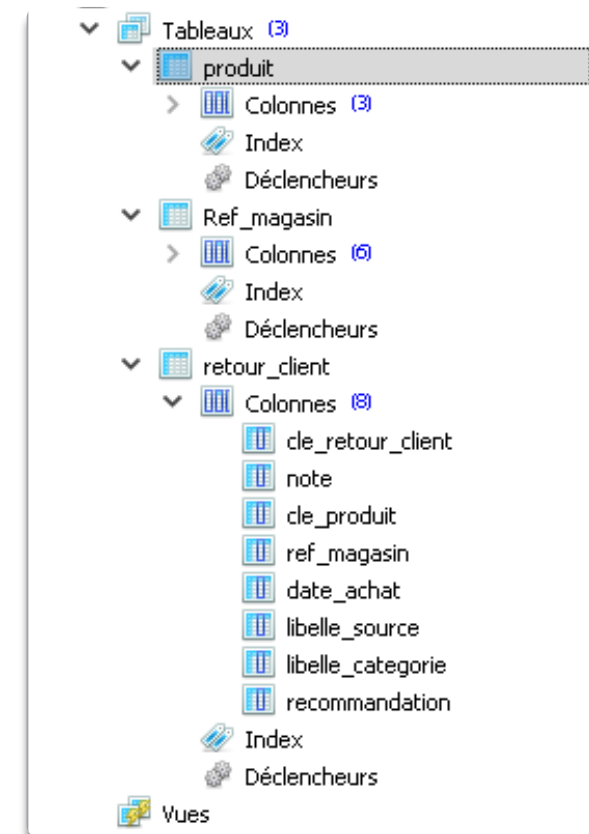 Tableaux (3)
produit
Colonnes (3)
Index
Déclencheurs
Ref_magasin
Colonnes (6)
Index
Déclencheurs
retour_client
Colonnes (8)
cle_retour_client
note
cle_produit
ref_magasin
date_achat
libelle_source
libelle_categorie
recommandation
Index
Déclencheurs
Vues